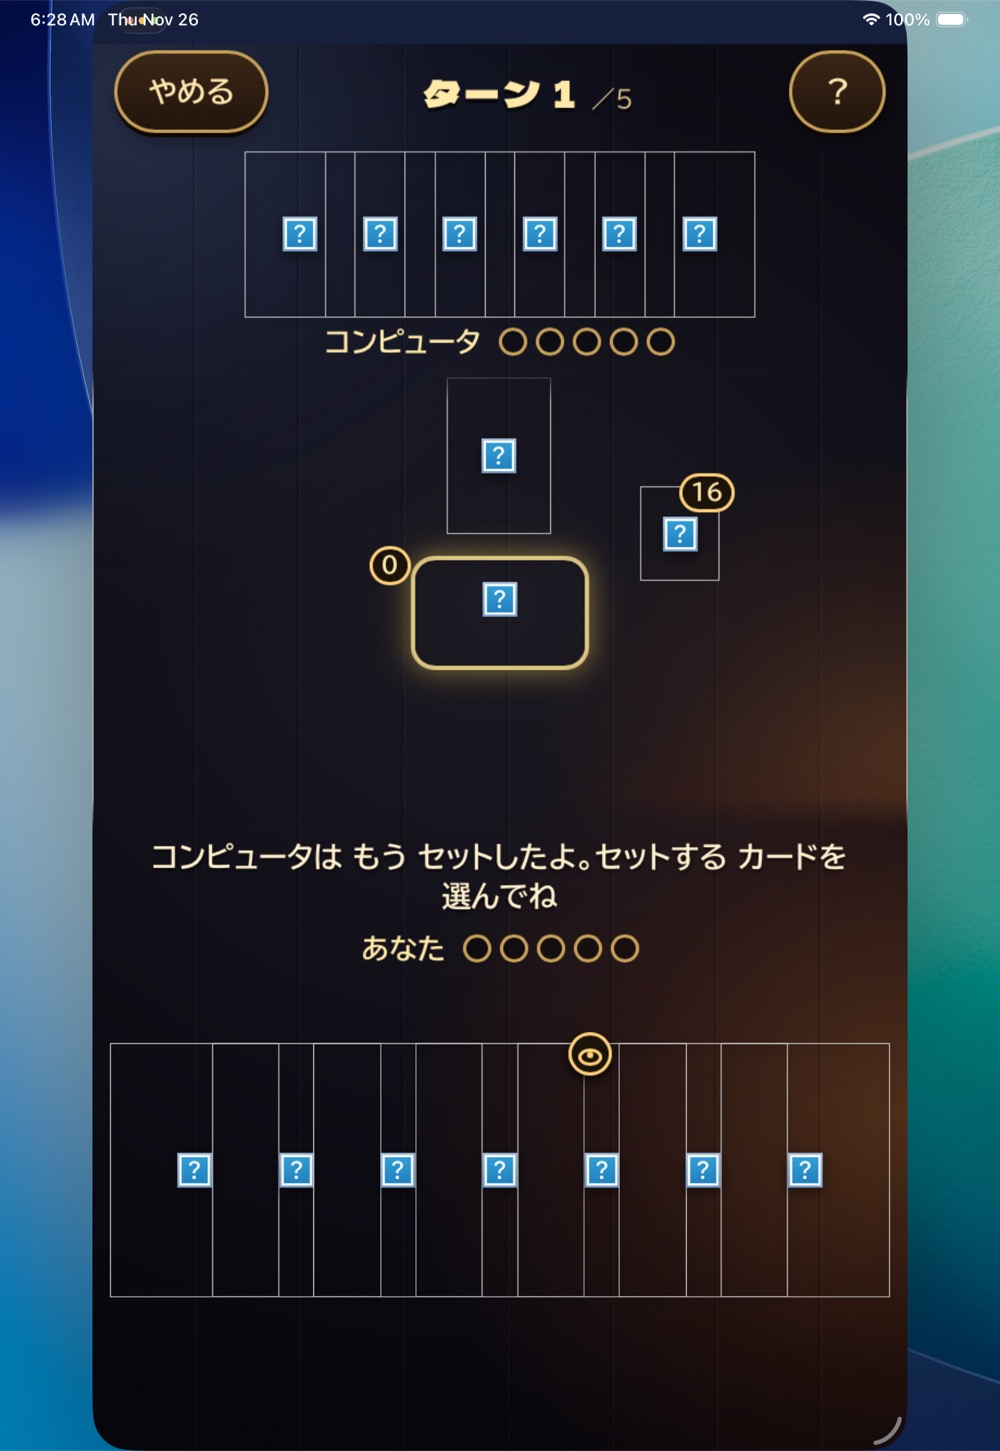 6:28 AM Thu Nov 26
100%
やめる
ターン 1 /5
?
? ? ? ? ? ?
コンピュータ
?
16
?
0
?
コンピュータは もう セットしたよ。セットする カードを
選んでね
あなた
? ? ? ? ? ? ?